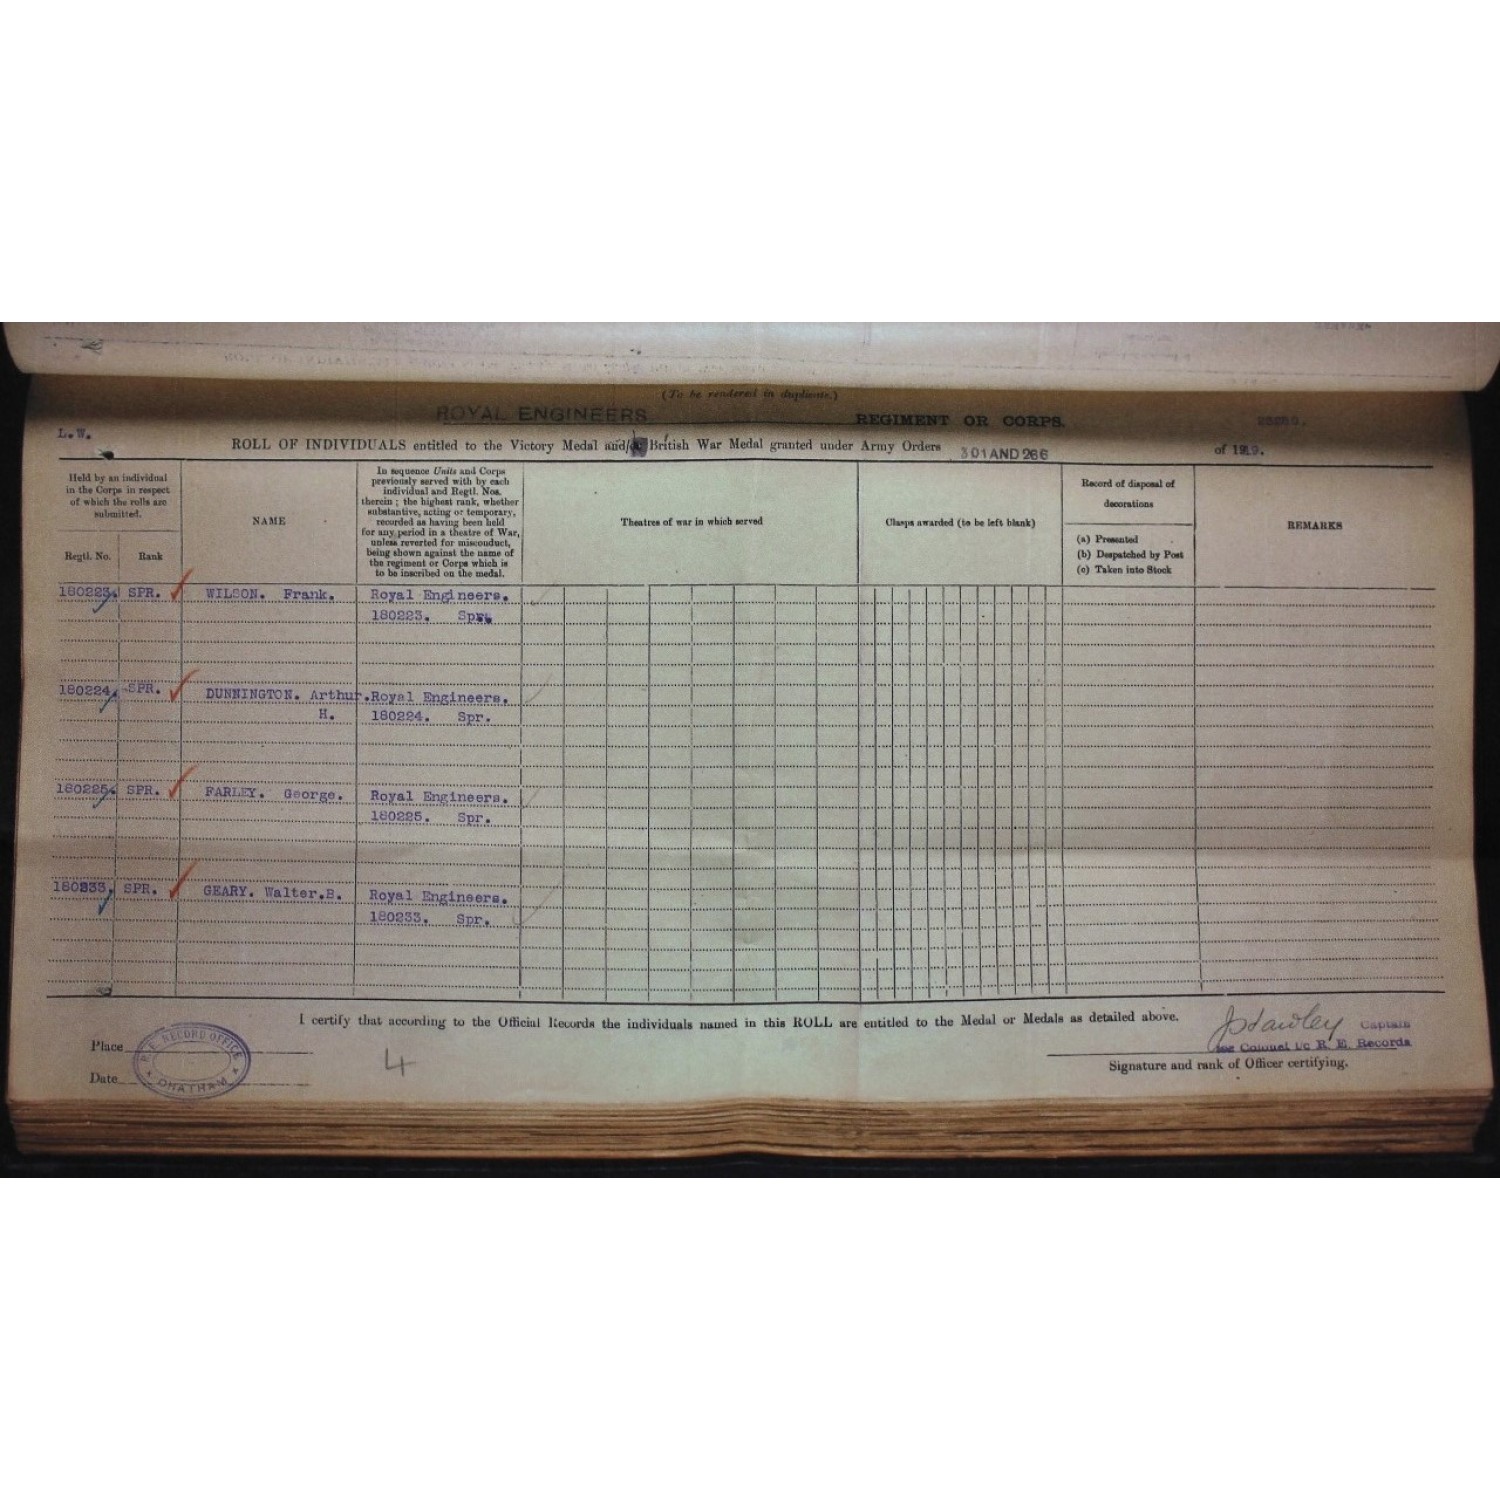 (To be rendered in duplicate.)
ROYAL ENGINEERS REGIMENT OR CORPS.
L.W.
ROLL OF INDIVIDUALS entitled to the Victory Medal and/ British War Medal granted under Army Orders 301 AND 266 of 1919.
Held by an individual
in the Corps in respect
of which the rolls are
submitted.
Regtl. No. Rank
NAME
In sequence Units and Corps
previously served with by each
individual and Regtl. Nos.
therein ; the highest rank, whether
substantive, acting or temporary,
recorded as having been held
for any period in a theatre of War,
unless reverted for misconduct,
being shown against the name of
the regiment or Corps which is
to be inscribed on the medal.
Theatres of war in which served
Clasps awarded (to be left blank)
Record of disposal of
decorations
(a) Presented
(b) Despatched by Post
(c) Taken into Stock
REMARKS
180223. SPR. WILSON. Frank. Royal Engineers.
180223. Spr.
180224. SPR. DUNNINGTON. Arthur. Royal Engineers.
H. 180224. Spr.
180225. SPR. FARLEY. George. Royal Engineers.
180225. Spr.
180233. SPR. GEARY. Walter.B. Royal Engineers.
180233. Spr.
I certify that according to the Official Records the individuals named in this ROLL are entitled to the Medal or Medals as detailed above.
Captain
Colonel i/c R. E. Records
Signature and rank of Officer certifying.
Place
Date
R.E. RECORD OFFICE
CHATHAM
4